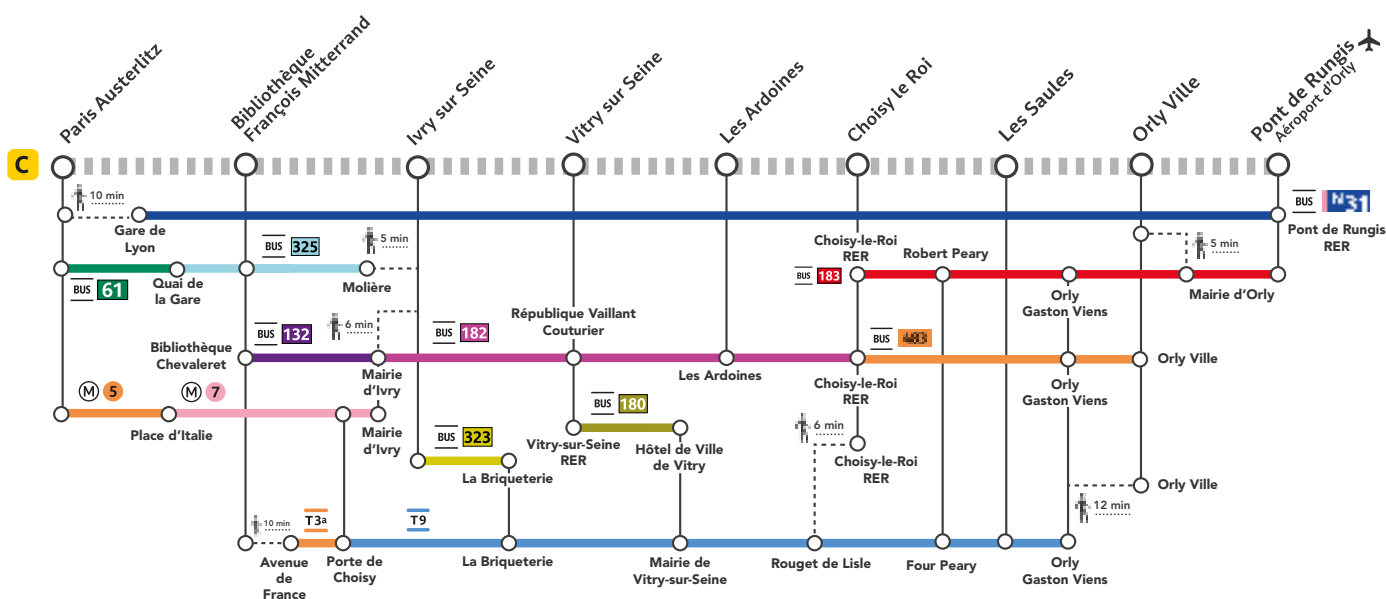 Paris Austerlitz
Bibliothèque
François Mitterrand
Ivry sur Seine
Vitry sur Seine
Les Ardoines
Choisy le Roi
Les Saules
Orly Ville
Pont de Rungis
Aéroport d'Orly
C
10 min
Gare de
Lyon
BUS N31
Pont de Rungis
RER
BUS 325
5 min
Choisy-le-Roi
RER
Robert Peary
5 min
BUS 61
Quai de
la Gare
Molière
BUS 183
Orly
Gaston Viens
Mairie d'Orly
BUS 132
6 min
BUS 182
République Vaillant
Couturier
BUS
Bibliothèque
Chevaleret
Mairie
d'Ivry
Les Ardoines
Choisy-le-Roi
RER
Orly
Gaston Viens
Orly Ville
M 5
M 7
Place d'Italie
Mairie
d'Ivry
BUS 180
BUS 323
Vitry-sur-Seine
RER
Hôtel de Ville
de Vitry
6 min
Choisy-le-Roi
RER
La Briqueterie
Orly Ville
12 min
10 min
T3a
T9
Avenue
de
France
Porte de
Choisy
La Briqueterie
Mairie de
Vitry-sur-Seine
Rouget de Lisle
Four Peary
Orly
Gaston Viens